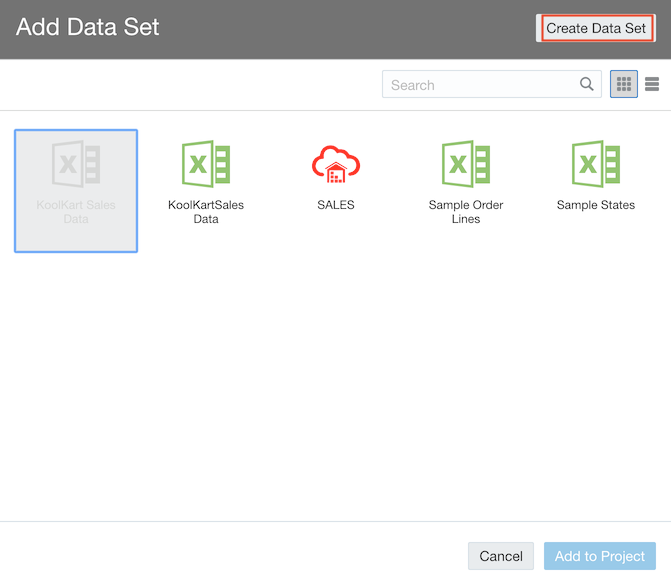 Add Data Set
Create Data Set
Search
KoolKart Sales
Data
KoolKartSales
Data
SALES
Sample Order
Lines
Sample States
Cancel
Add to Project